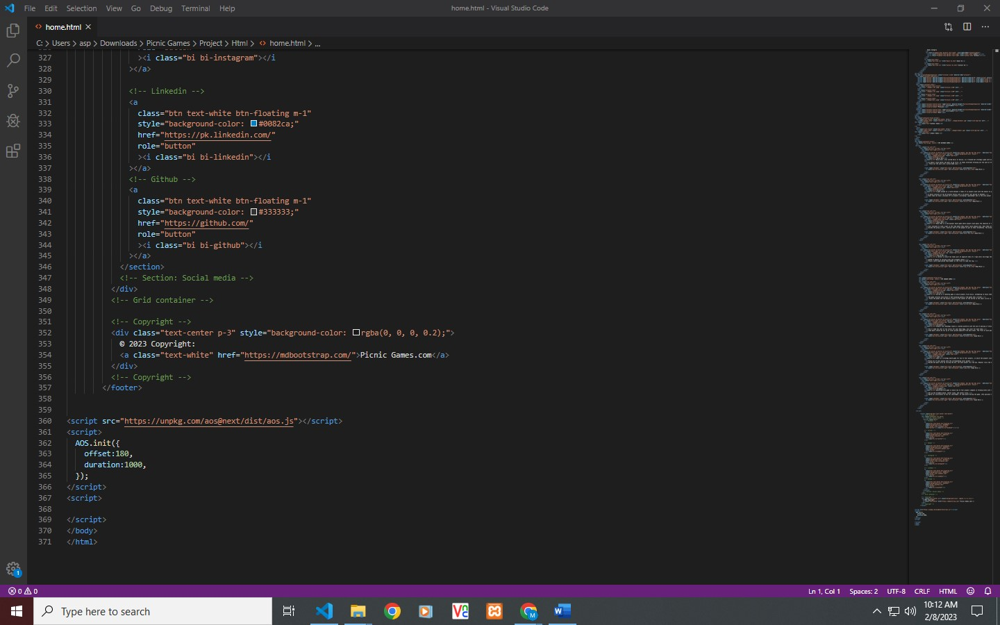 File Edit Selection View Go Debug Terminal Help
home.html - Visual Studio Code
home.html
C: > Users > asp > Downloads > Picnic Games > Project > Html > home.html > ...
327 ><i class="bi bi-instagram"></i
328 ></a>
329
330 <!-- Linkedin -->
331 <a
332 class="btn text-white btn-floating m-1"
333 style="background-color: #0082ca;"
334 href="https://pk.linkedin.com/"
335 role="button"
336 ><i class="bi bi-linkedin"></i
337 ></a>
338 <!-- Github -->
339 <a
340 class="btn text-white btn-floating m-1"
341 style="background-color: #333333;"
342 href="https://github.com/"
343 role="button"
344 ><i class="bi bi-github"></i
345 ></a>
346 </section>
347 <!-- Section: Social media -->
348 </div>
349 <!-- Grid container -->
350
351 <!-- Copyright -->
352 <div class="text-center p-3" style="background-color: rgba(0, 0, 0, 0.2);">
353 © 2023 Copyright:
354 <a class="text-white" href="https://mdbootstrap.com/">Picnic Games.com</a>
355 </div>
356 <!-- Copyright -->
357 </footer>
358
359
360 <script src="https://unpkg.com/aos@next/dist/aos.js"></script>
361 <script>
362 AOS.init({
363 offset:180,
364 duration:1000,
365 });
366 </script>
367 <script>
368
369 </script>
370 </body>
371 </html>
1
0 0
Ln 1, Col 1 Spaces: 2 UTF-8 CRLF HTML
Type here to search
10:12 AM
2/8/2023